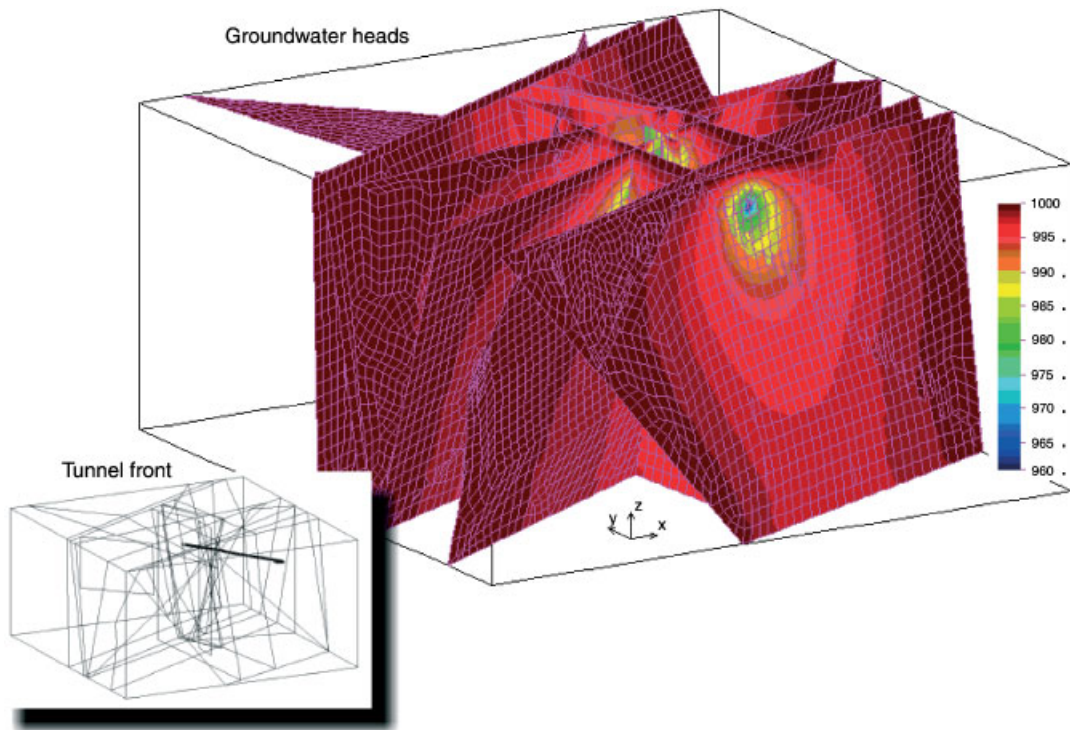 Groundwater heads
1000
995 .
990 .
985 .
980 .
975 .
970 .
965 .
960 .
Tunnel front
z
y
x